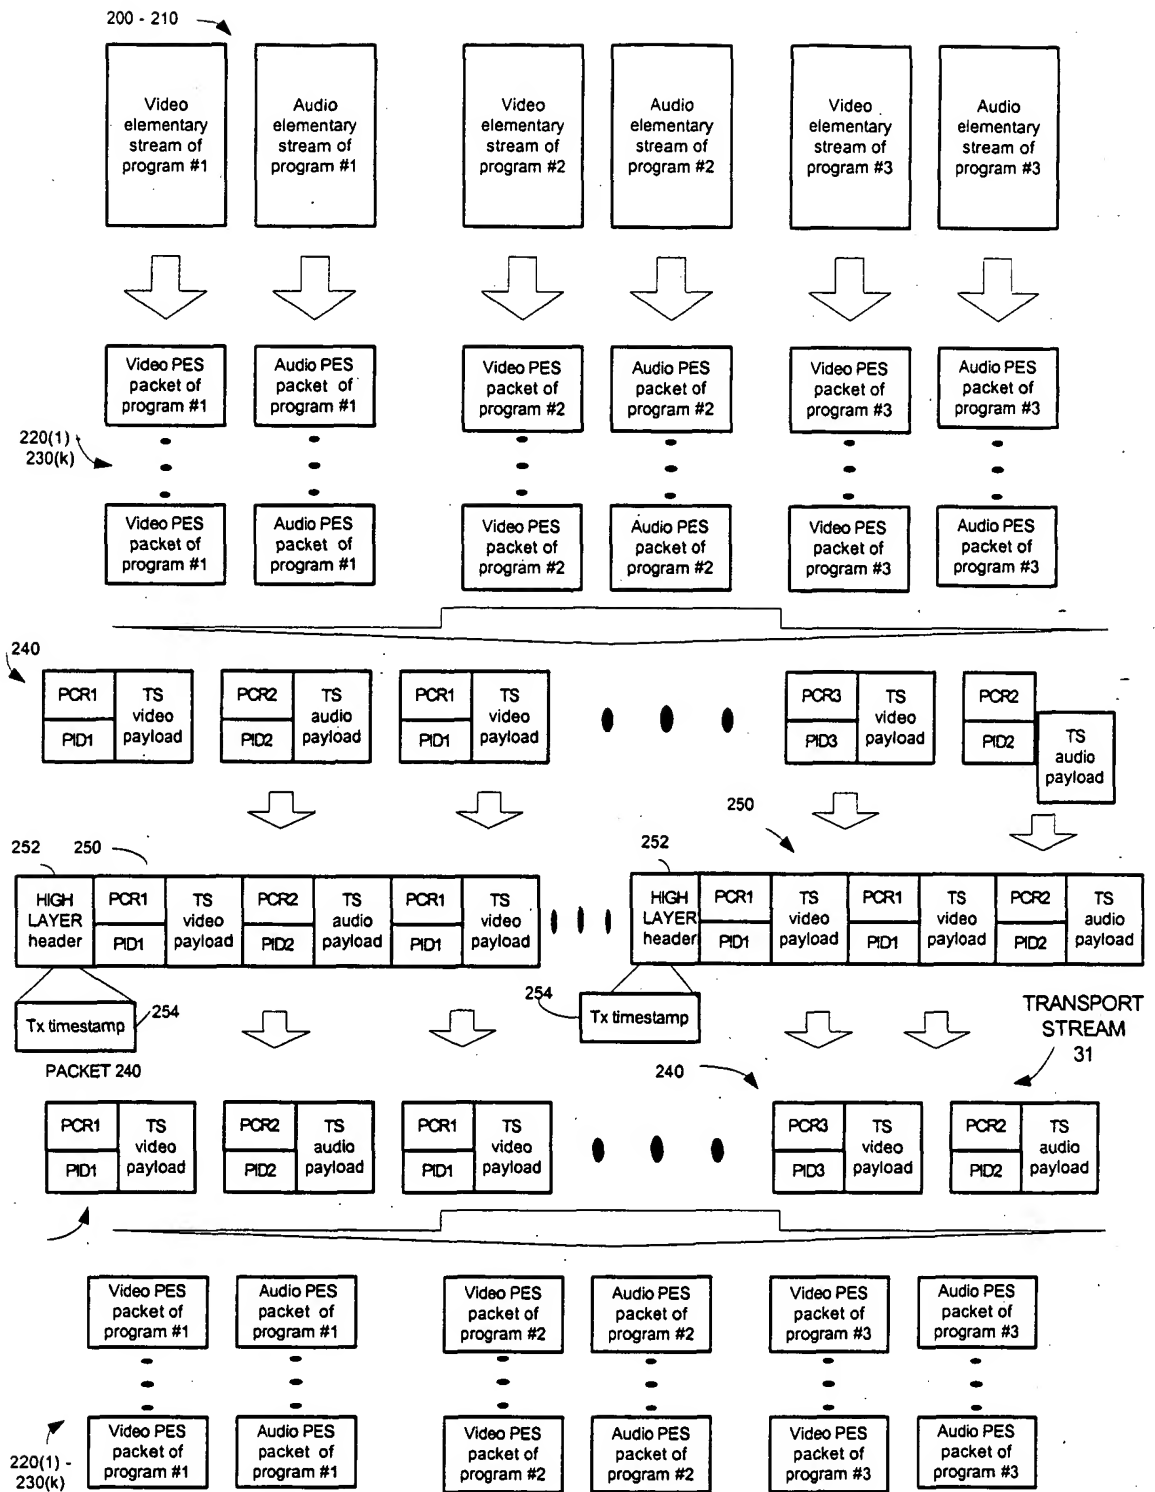 200 - 210
Video
elementary
stream of
program #1
Audio
elementary
stream of
program #1
Video
elementary
stream of
program #2
Audio
elementary
stream of
program #2
Video
elementary
stream of
program #3
Audio
elementary
stream of
program #3
Video PES
packet of
program #1
Audio PES
packet of
program #1
Video PES
packet of
program #2
Audio PES
packet of
program #2
Video PES
packet of
program #3
Audio PES
packet of
program #3
220(1) -
230(k)
Video PES
packet of
program #1
Audio PES
packet of
program #1
Video PES
packet of
program #2
Audio PES
packet of
program #2
Video PES
packet of
program #3
Audio PES
packet of
program #3
240
PCR1
PID1
TS
video
payload
PCR2
PID2
TS
audio
payload
PCR1
PID1
TS
video
payload
PCR3
PID3
TS
video
payload
PCR2
PID2
TS
audio
payload
250
252
250
252
HIGH
LAYER
header
PCR1
PID1
TS
video
payload
PCR2
PID2
TS
audio
payload
PCR1
PID1
TS
video
payload
HIGH
LAYER
header
PCR1
PID1
TS
video
payload
PCR1
PID1
TS
video
payload
PCR2
PID2
TS
audio
payload
Tx timestamp
254
254
Tx timestamp
TRANSPORT
STREAM
31
PACKET 240
240
PCR1
PID1
TS
video
payload
PCR2
PID2
TS
audio
payload
PCR1
PID1
TS
video
payload
PCR3
PID3
TS
video
payload
PCR2
PID2
TS
audio
payload
Video PES
packet of
program #1
Audio PES
packet of
program #1
Video PES
packet of
program #2
Audio PES
packet of
program #2
Video PES
packet of
program #3
Audio PES
packet of
program #3
220(1) -
230(k)
Video PES
packet of
program #1
Audio PES
packet of
program #1
Video PES
packet of
program #2
Audio PES
packet of
program #2
Video PES
packet of
program #3
Audio PES
packet of
program #3